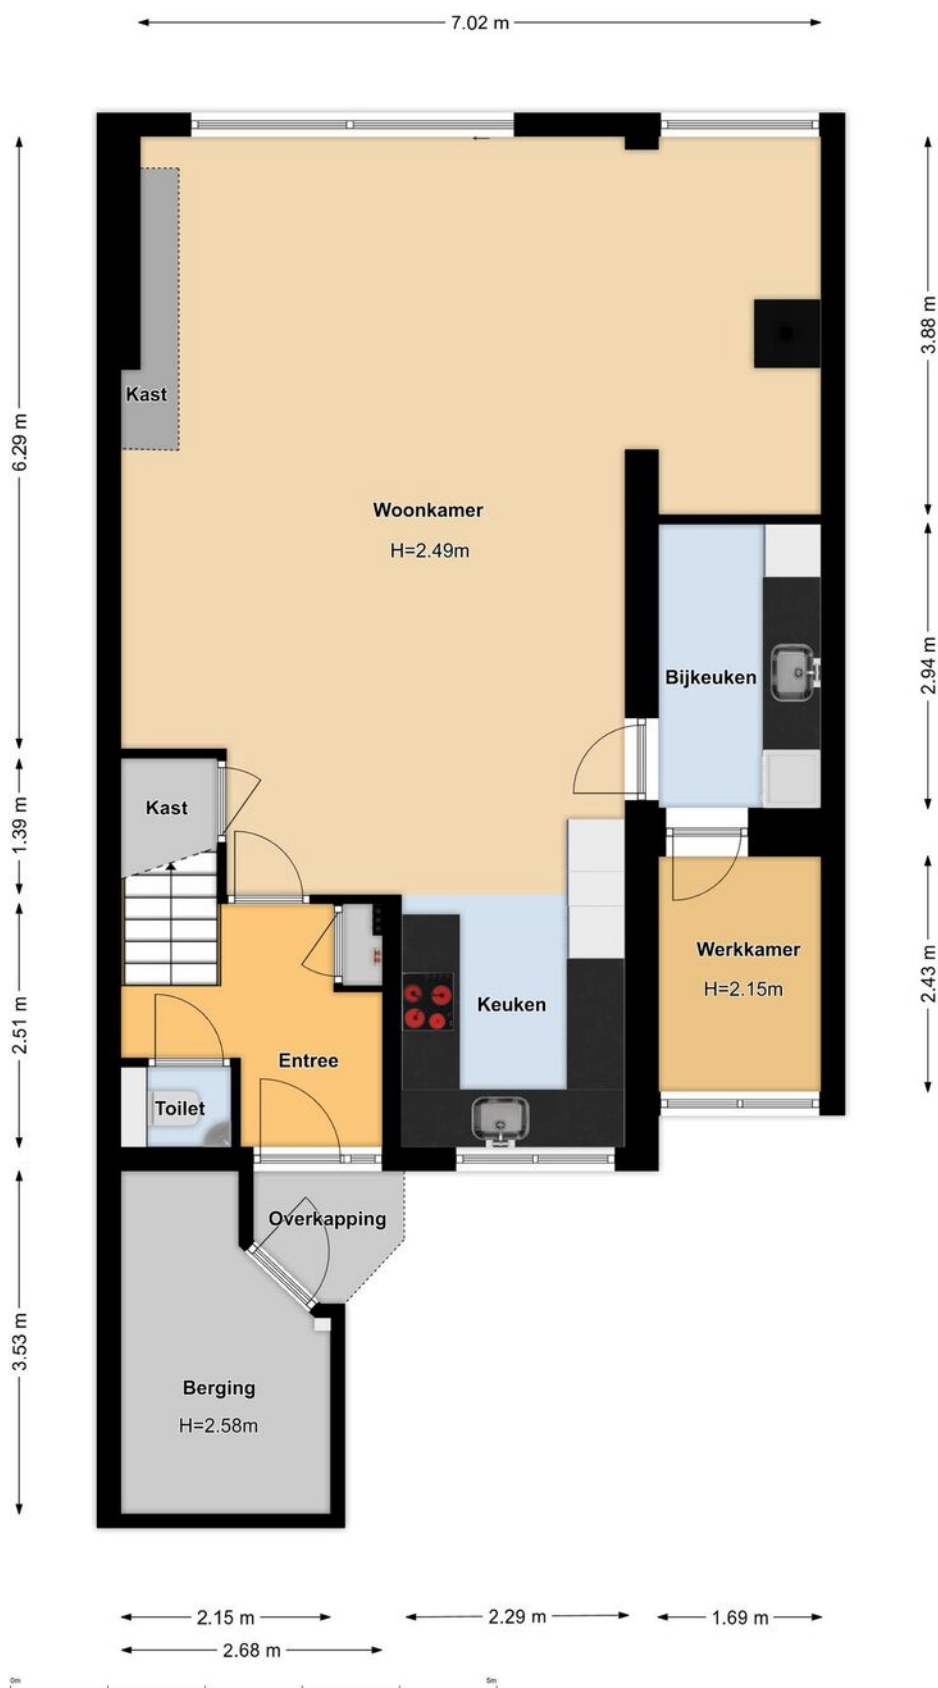 7.02 m
6.29 m
3.88 m
Kast
Woonkamer
H=2.49m
2.94 m
Bijkeuken
1.39 m
Kast
2.51 m
Werkkamer
H=2.15m
2.43 m
Keuken
Entree
Toilet
Overkapping
3.53 m
Berging
H=2.58m
2.15 m
2.29 m
1.69 m
2.68 m
0m
5m